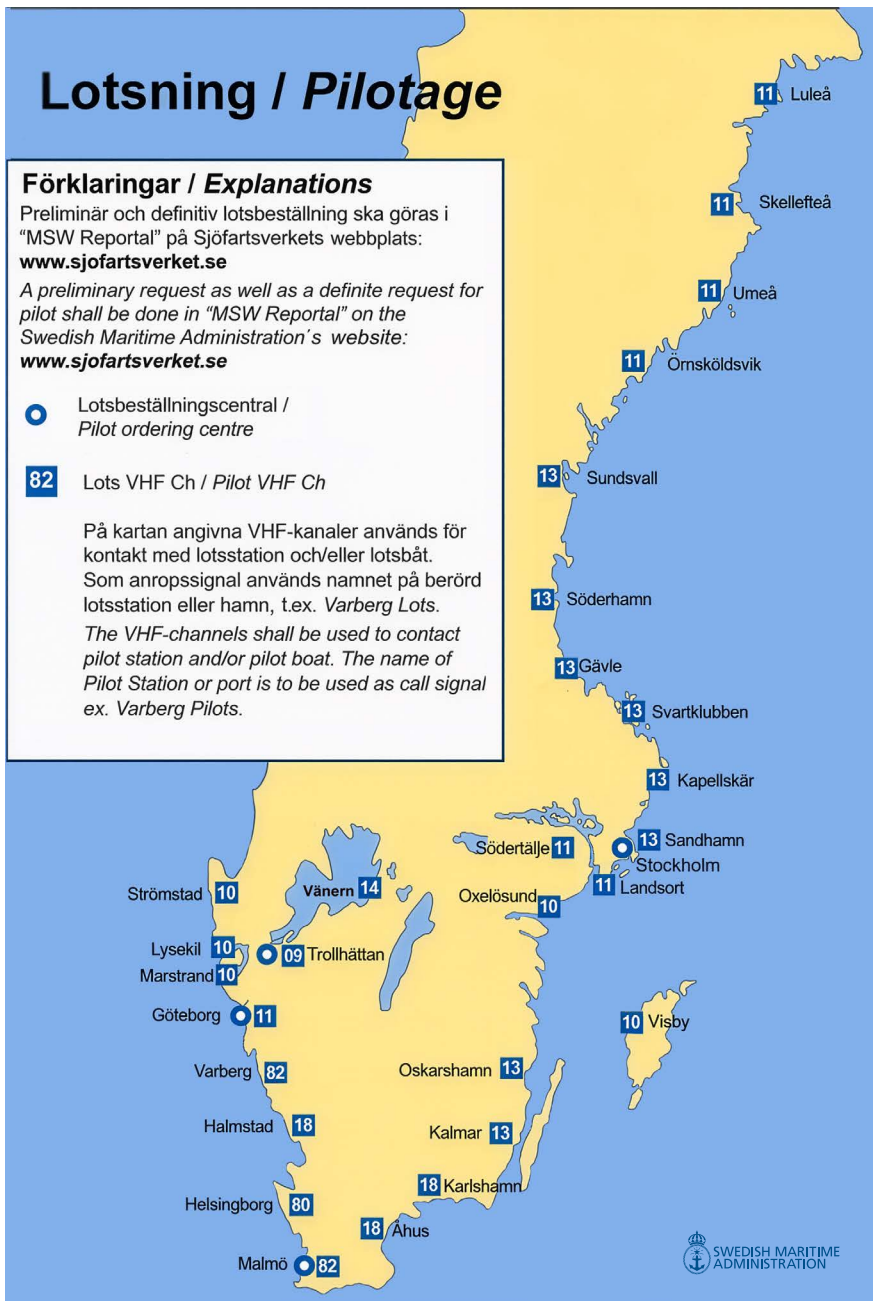 Lotsning / Pilotage
Förklaringar / Explanations
Preliminär och definitiv lotsbeställning ska göras i
“MSW Reportal” på Sjöfartsverkets webbplats:
www.sjofartsverket.se
A preliminary request as well as a definite request for
pilot shall be done in “MSW Reportal” on the
Swedish Maritime Administration´s website:
www.sjofartsverket.se
Lotsbeställningscentral /
Pilot ordering centre
82 Lots VHF Ch / Pilot VHF Ch
På kartan angivna VHF-kanaler används för
kontakt med lotsstation och/eller lotsbåt.
Som anropssignal används namnet på berörd
lotsstation eller hamn, t.ex. Varberg Lots.
The VHF-channels shall be used to contact
pilot station and/or pilot boat. The name of
Pilot Station or port is to be used as call signal
ex. Varberg Pilots.
11 Luleå
11 Skellefteå
11 Umeå
11 Örnsköldsvik
13 Sundsvall
13 Söderhamn
13 Gävle
13 Svartklubben
13 Kapellskär
13 Sandhamn
Södertälje 11
Stockholm
11 Landsort
Oxelösund 10
Vänern 14
Strömstad 10
Lysekil 10
09 Trollhättan
Marstrand 10
Göteborg 11
10 Visby
Varberg 82
Oskarshamn 13
Halmstad 18
Kalmar 13
18 Karlshamn
Helsingborg 80
18 Åhus
Malmö 82
SWEDISH MARITIME
ADMINISTRATION